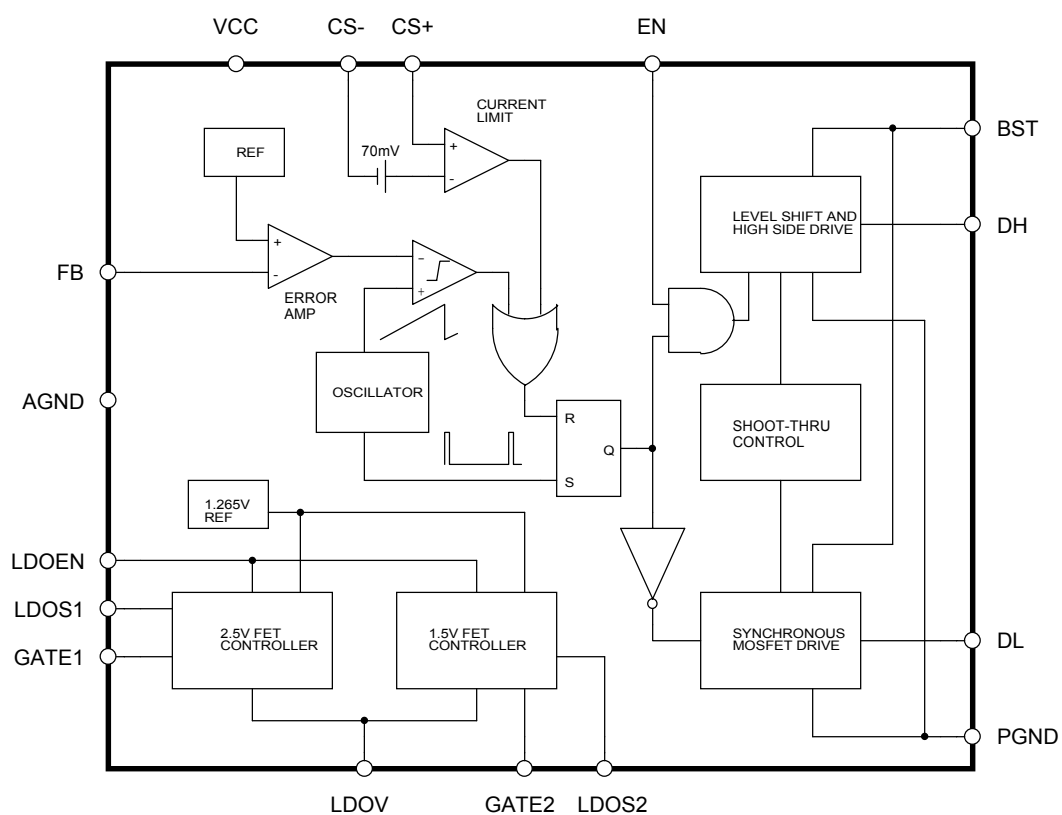 VCC
CS-
CS+
EN
CURRENT
LIMIT
BST
REF
70mV
+
-
LEVEL SHIFT AND
HIGH SIDE DRIVE
DH
FB
+
-
ERROR
AMP
-
+
OSCILLATOR
AGND
R
Q
S
SHOOT-THRU
CONTROL
1.265V
REF
LDOEN
LDOS1
GATE1
2.5V FET
CONTROLLER
1.5V FET
CONTROLLER
SYNCHRONOUS
MOSFET DRIVE
DL
PGND
LDOV
GATE2
LDOS2